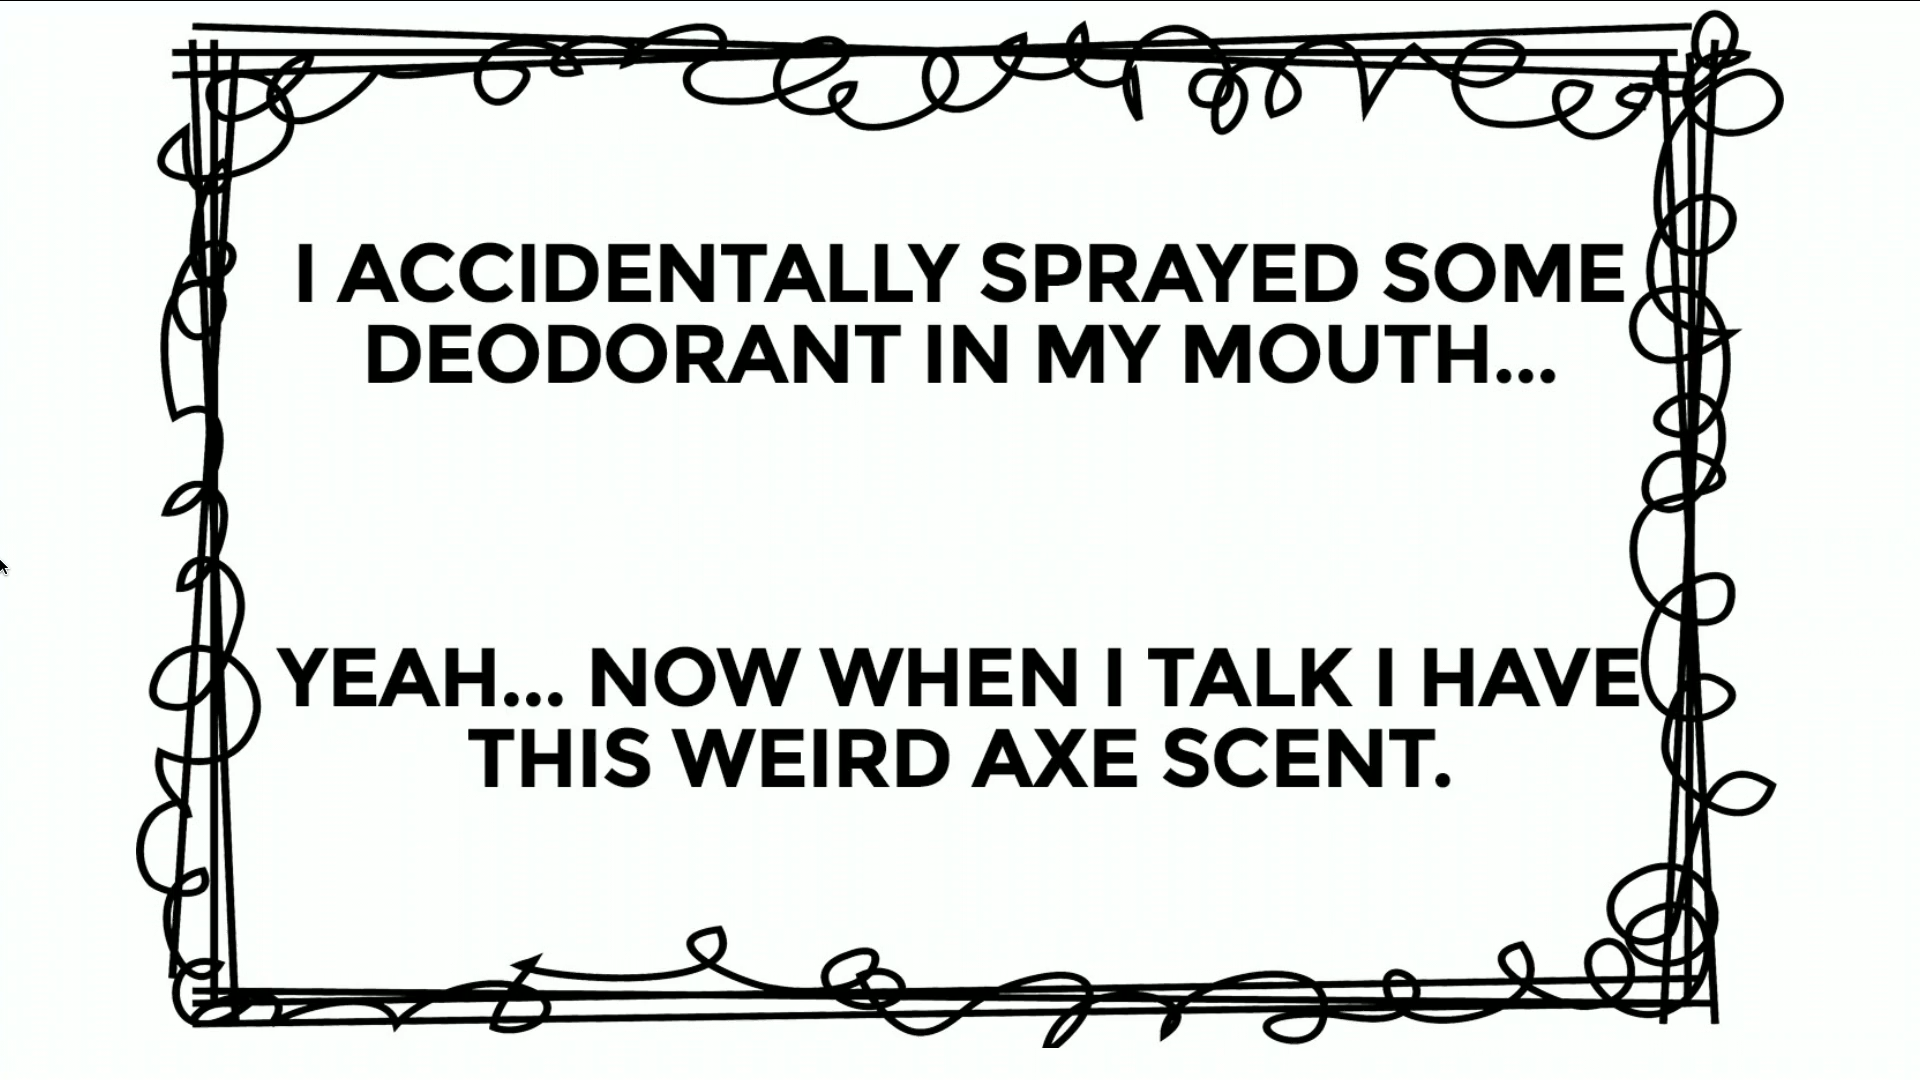 I ACCIDENTALLY SPRAYED SOME
DEODORANT IN MY MOUTH...
YEAH... NOW WHEN I TALK I HAVE
THIS WEIRD AXE SCENT.